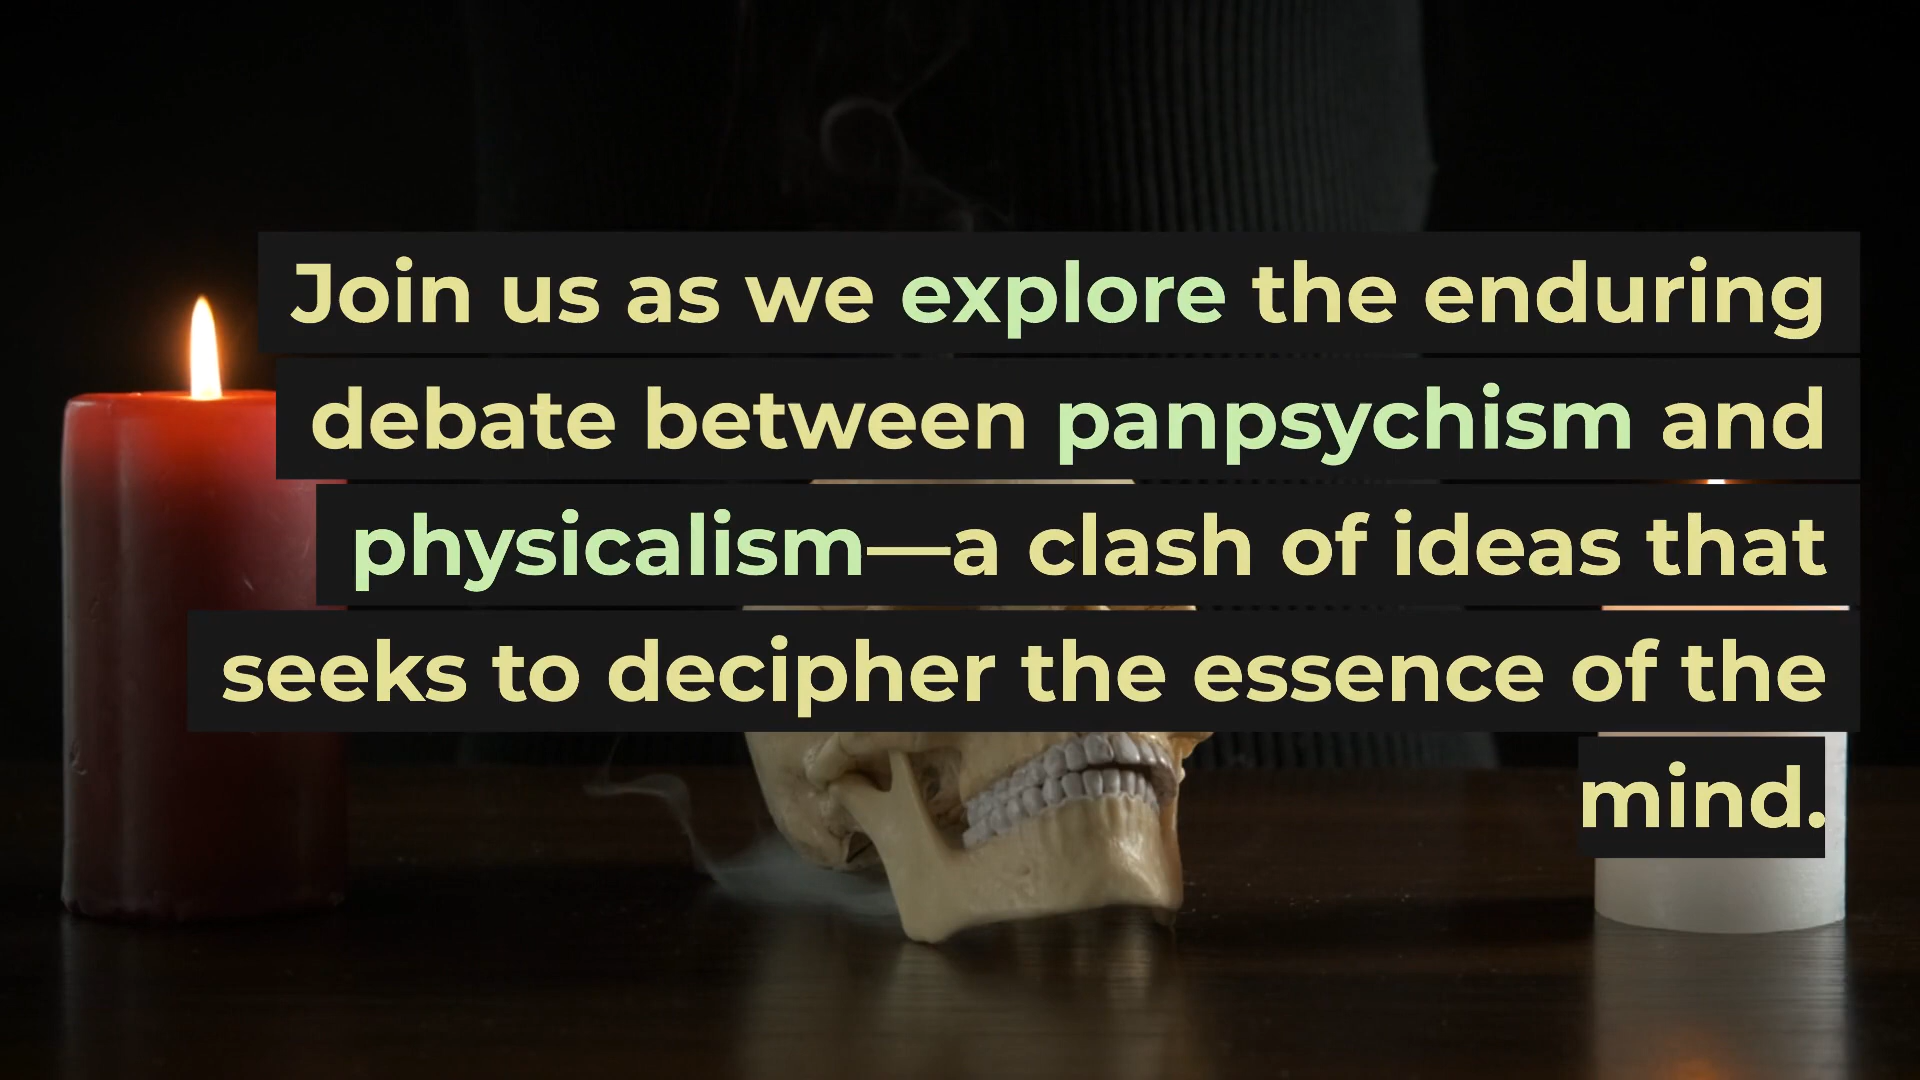 Join us as we explore the enduring
debate between panpsychism and
physicalism—a clash of ideas that
seeks to decipher the essence of the
mind.